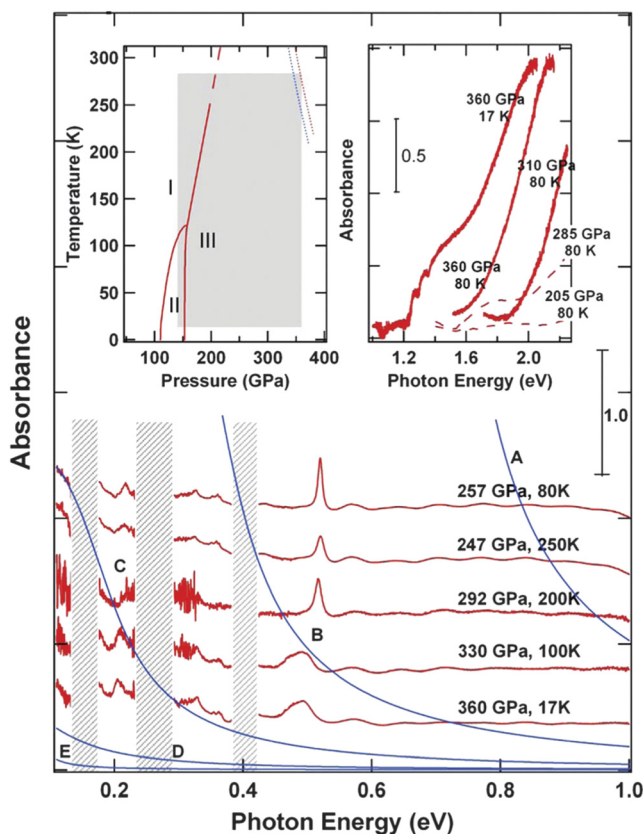 300
250
200
150
100
50
0
Temperature (K)
I
II
III
100
200
300
400
Pressure (GPa)
Absorbance
0.5
360 GPa
17 K
310 GPa
80 K
285 GPa
80 K
360 GPa
80 K
205 GPa
80 K
1.2
1.6
2.0
Photon Energy (eV)
1.0
Absorbance
A
257 GPa, 80K
247 GPa, 250K
C
292 GPa, 200K
B
330 GPa, 100K
360 GPa, 17K
E
D
0.2
0.4
0.6
0.8
1.0
Photon Energy (eV)